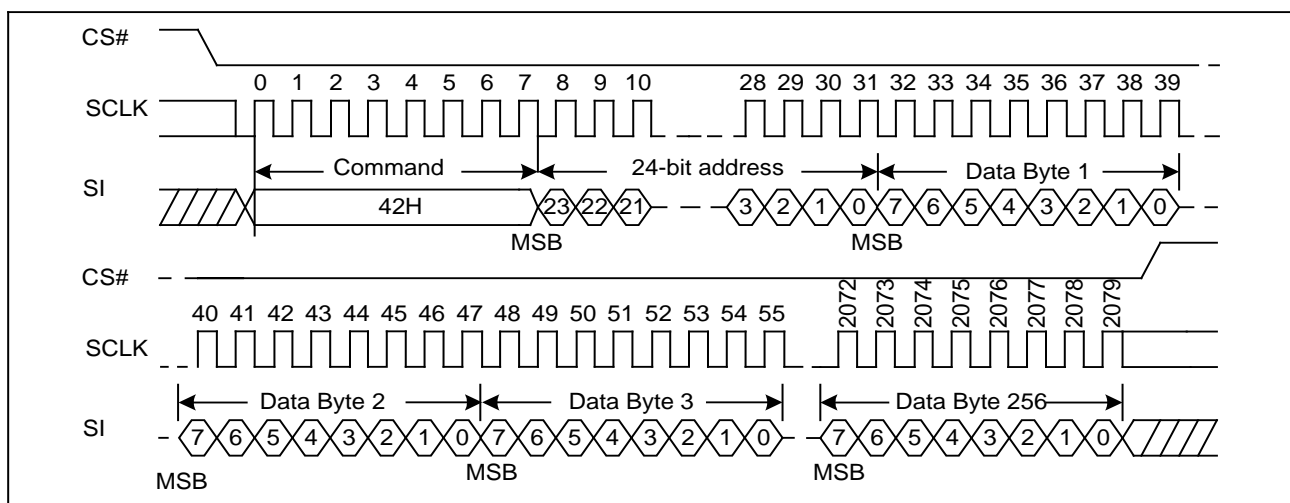 CS#
0 1 2 3 4 5 6 7 8 9 10 28 29 30 31 32 33 34 35 36 37 38 39
SCLK
Command 24-bit address Data Byte 1
SI
42H 23 22 21 3 2 1 0 7 6 5 4 3 2 1 0
MSB MSB
CS#
40 41 42 43 44 45 46 47 48 49 50 51 52 53 54 55 2072 2073 2074 2075 2076 2077 2078 2079
SCLK
Data Byte 2 Data Byte 3 Data Byte 256
SI
7 6 5 4 3 2 1 0 7 6 5 4 3 2 1 0 7 6 5 4 3 2 1 0
MSB MSB MSB